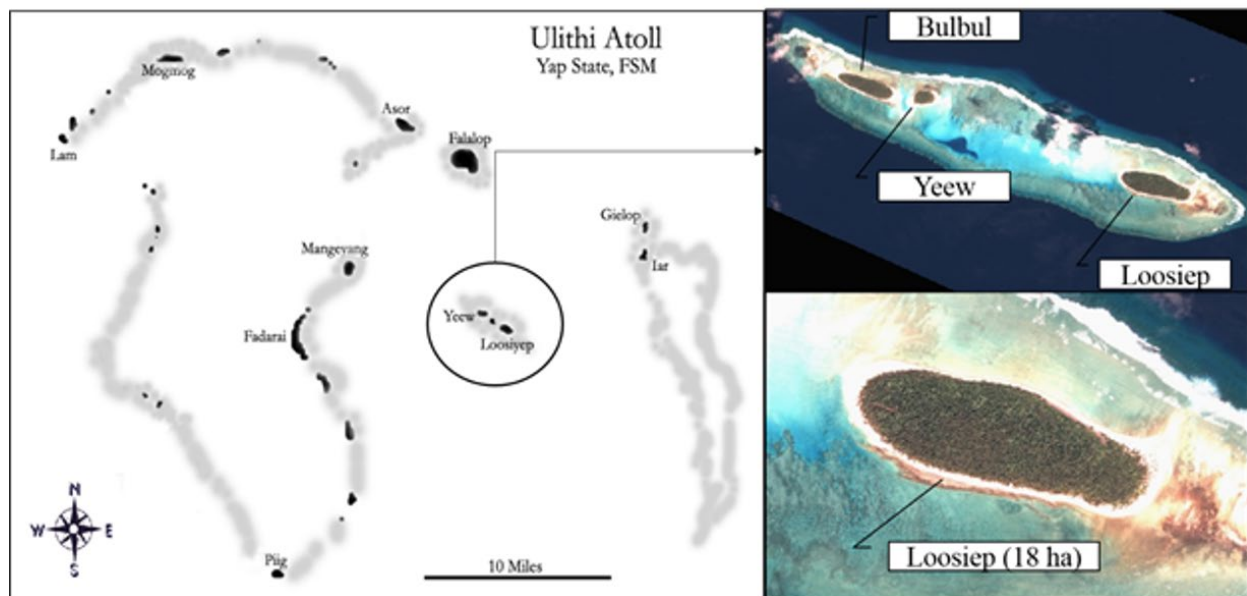 Ulithi Atoll
Yap State, FSM
Mogmog
Asor
Lam
Falalop
Gielop
Iar
Mangeyang
Fadarai
Yeew
Loosiyep
Piig
N
W E
S
10 Miles
Bulbul
Yeew
Loosiep
Loosiep (18 ha)